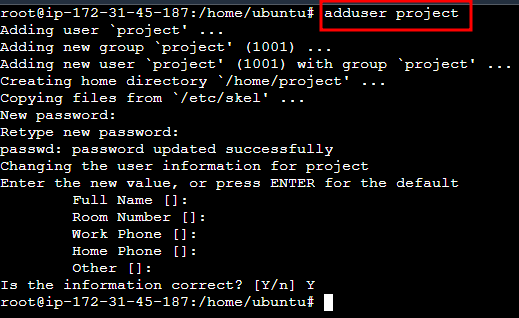 root@ip-172-31-45-187:/home/ubuntu# adduser project
Adding user `project' ...
Adding new group `project' (1001) ...
Adding new user `project' (1001) with group `project' ...
Creating home directory `/home/project' ...
Copying files from `/etc/skel' ...
New password:
Retype new password:
passwd: password updated successfully
Changing the user information for project
Enter the new value, or press ENTER for the default
Full Name []:
Room Number []:
Work Phone []:
Home Phone []:
Other []:
Is the information correct? [Y/n] Y
root@ip-172-31-45-187:/home/ubuntu#